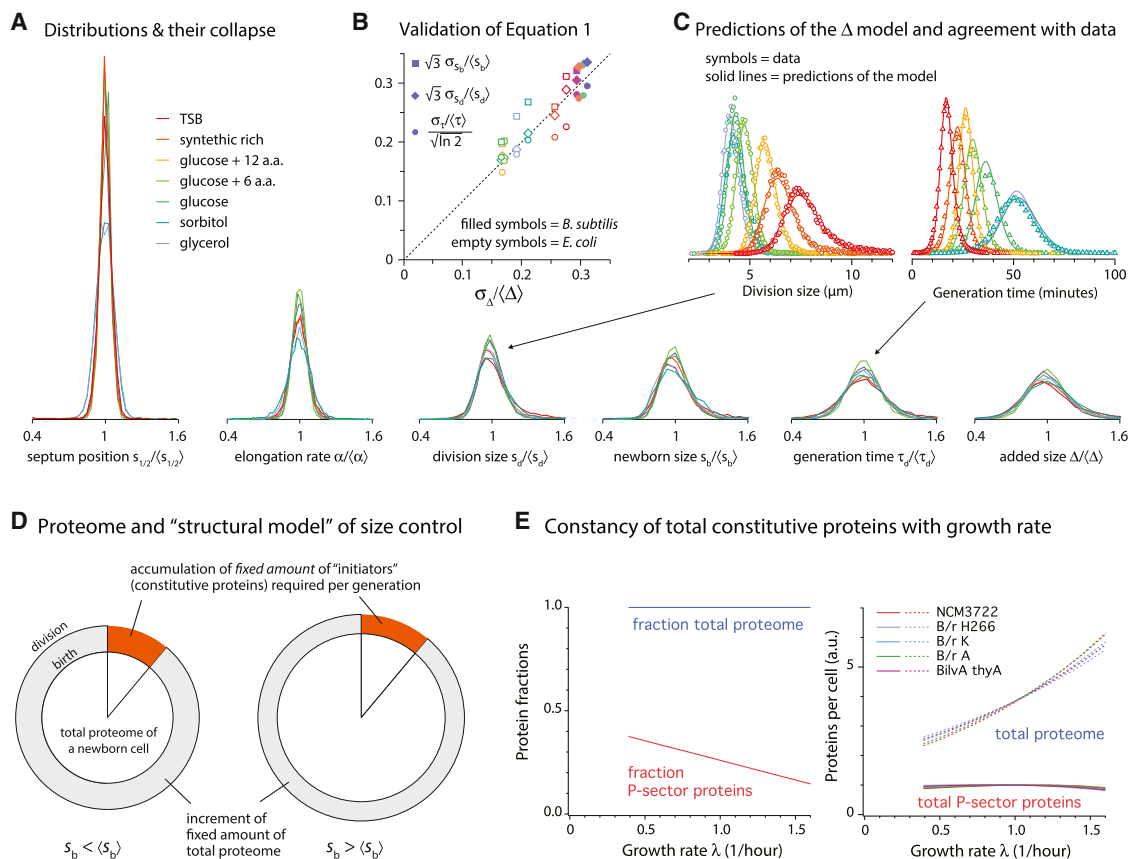 A Distributions & their collapse
TSB
syntethic rich
glucose + 12 a.a.
glucose + 6 a.a.
glucose
sorbitol
glycerol
0.4 1 1.6
septum position s1/2/⟨s1/2⟩
0.4 1 1.6
elongation rate α/⟨α⟩
B Validation of Equation 1
√3 σsb/⟨sb⟩
√3 σsd/⟨sd⟩
στ/⟨τ⟩
√ln 2
filled symbols = B. subtilis
empty symbols = E. coli
0.3
0.2
0.1
0
0 0.1 0.2 0.3
σΔ/⟨Δ⟩
C Predictions of the Δ model and agreement with data
symbols = data
solid lines = predictions of the model
5 10
Division size (μm)
0 50 100
Generation time (minutes)
0.4 1 1.6
division size sd/⟨sd⟩
0.4 1 1.6
newborn size sb/⟨sb⟩
0.4 1 1.6
generation time τd/⟨τd⟩
0.4 1 1.6
added size Δ/⟨Δ⟩
D Proteome and “structural model” of size control
accumulation of fixed amount of “initiators”
(constitutive proteins) required per generation
division
birth
total proteome of
a newborn cell
increment of
fixed amount of
total proteome
sb < ⟨sb⟩
sb > ⟨sb⟩
E Constancy of total constitutive proteins with growth rate
Protein fractions
1.0
0.5
0
fraction total proteome
fraction
P-sector proteins
0 0.5 1.0 1.5
Growth rate λ (1/hour)
Proteins per cell (a.u.)
5
0
NCM3722
B/r H266
B/r K
B/r A
BilvA thyA
total proteome
total P-sector proteins
0 0.5 1.0 1.5
Growth rate λ (1/hour)